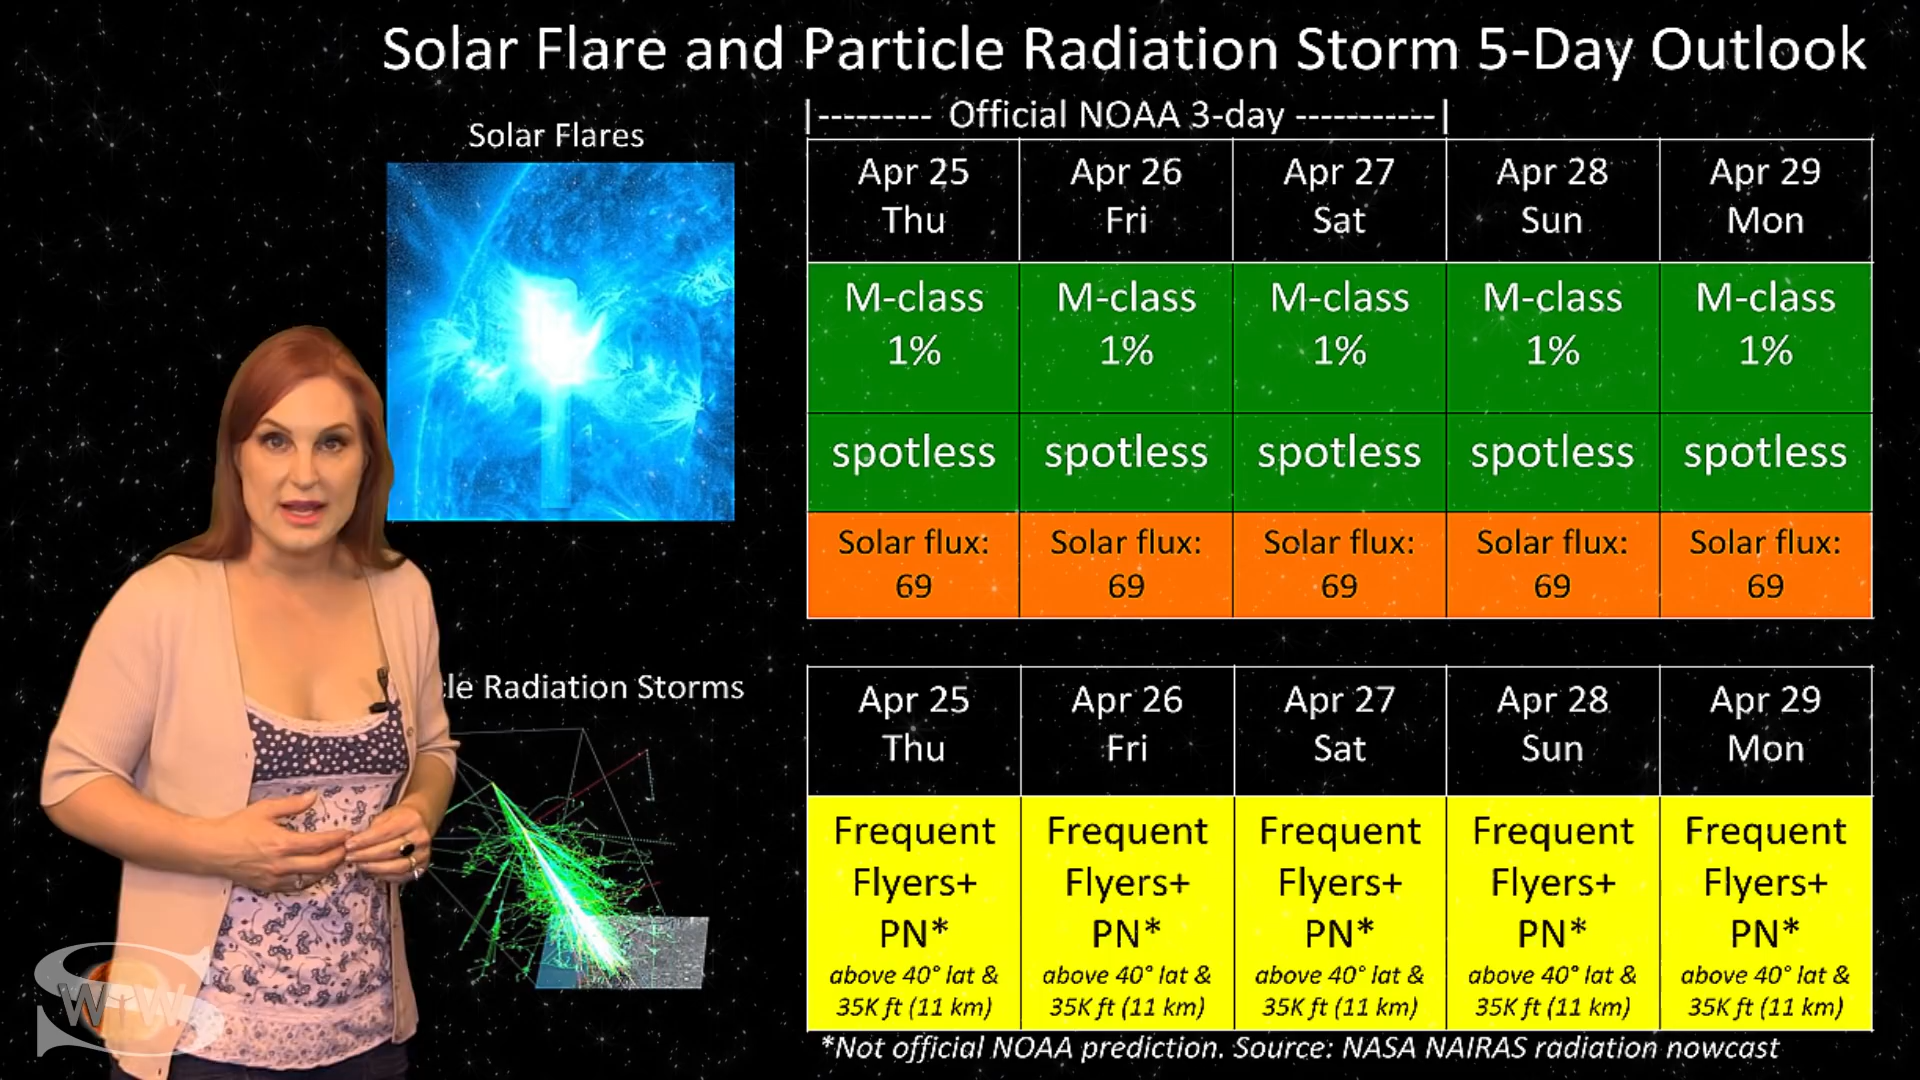 Solar Flare and Particle Radiation Storm 5-Day Outlook
|--------- Official NOAA 3-day -----------|
Solar Flares
Apr 25 Apr 26 Apr 27 Apr 28 Apr 29
Thu Fri Sat Sun Mon
M-class M-class M-class M-class M-class
1% 1% 1% 1% 1%
spotless spotless spotless spotless spotless
Solar flux: Solar flux: Solar flux: Solar flux: Solar flux:
69 69 69 69 69
Radiation Storms
Apr 25 Apr 26 Apr 27 Apr 28 Apr 29
Thu Fri Sat Sun Mon
Frequent Frequent Frequent Frequent Frequent
Flyers+ Flyers+ Flyers+ Flyers+ Flyers+
PN* PN* PN* PN* PN*
above 40° lat & above 40° lat & above 40° lat & above 40° lat & above 40° lat &
35K ft (11 km) 35K ft (11 km) 35K ft (11 km) 35K ft (11 km) 35K ft (11 km)
*Not official NOAA prediction. Source: NASA NAIRAS radiation nowcast